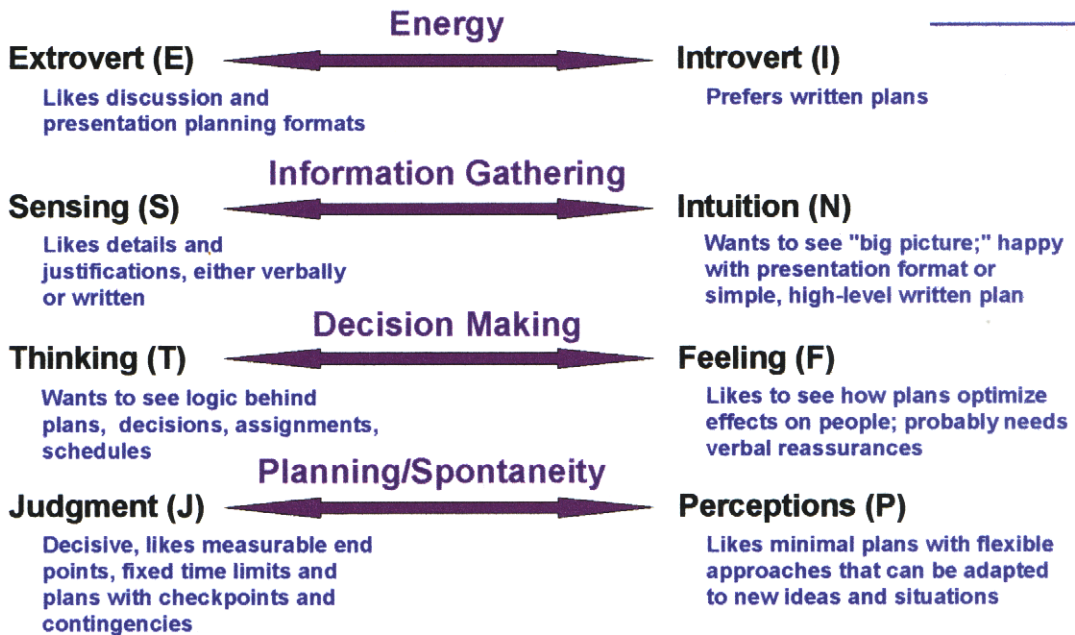 Energy
Extrovert (E)
Introvert (I)
Likes discussion and
presentation planning formats
Prefers written plans
Information Gathering
Sensing (S)
Intuition (N)
Likes details and
justifications, either verbally
or written
Wants to see "big picture;" happy
with presentation format or
simple, high-level written plan
Decision Making
Thinking (T)
Feeling (F)
Wants to see logic behind
plans, decisions, assignments,
schedules
Likes to see how plans optimize
effects on people; probably needs
verbal reassurances
Planning/Spontaneity
Judgment (J)
Perceptions (P)
Decisive, likes measurable end
points, fixed time limits and
plans with checkpoints and
contingencies
Likes minimal plans with flexible
approaches that can be adapted
to new ideas and situations